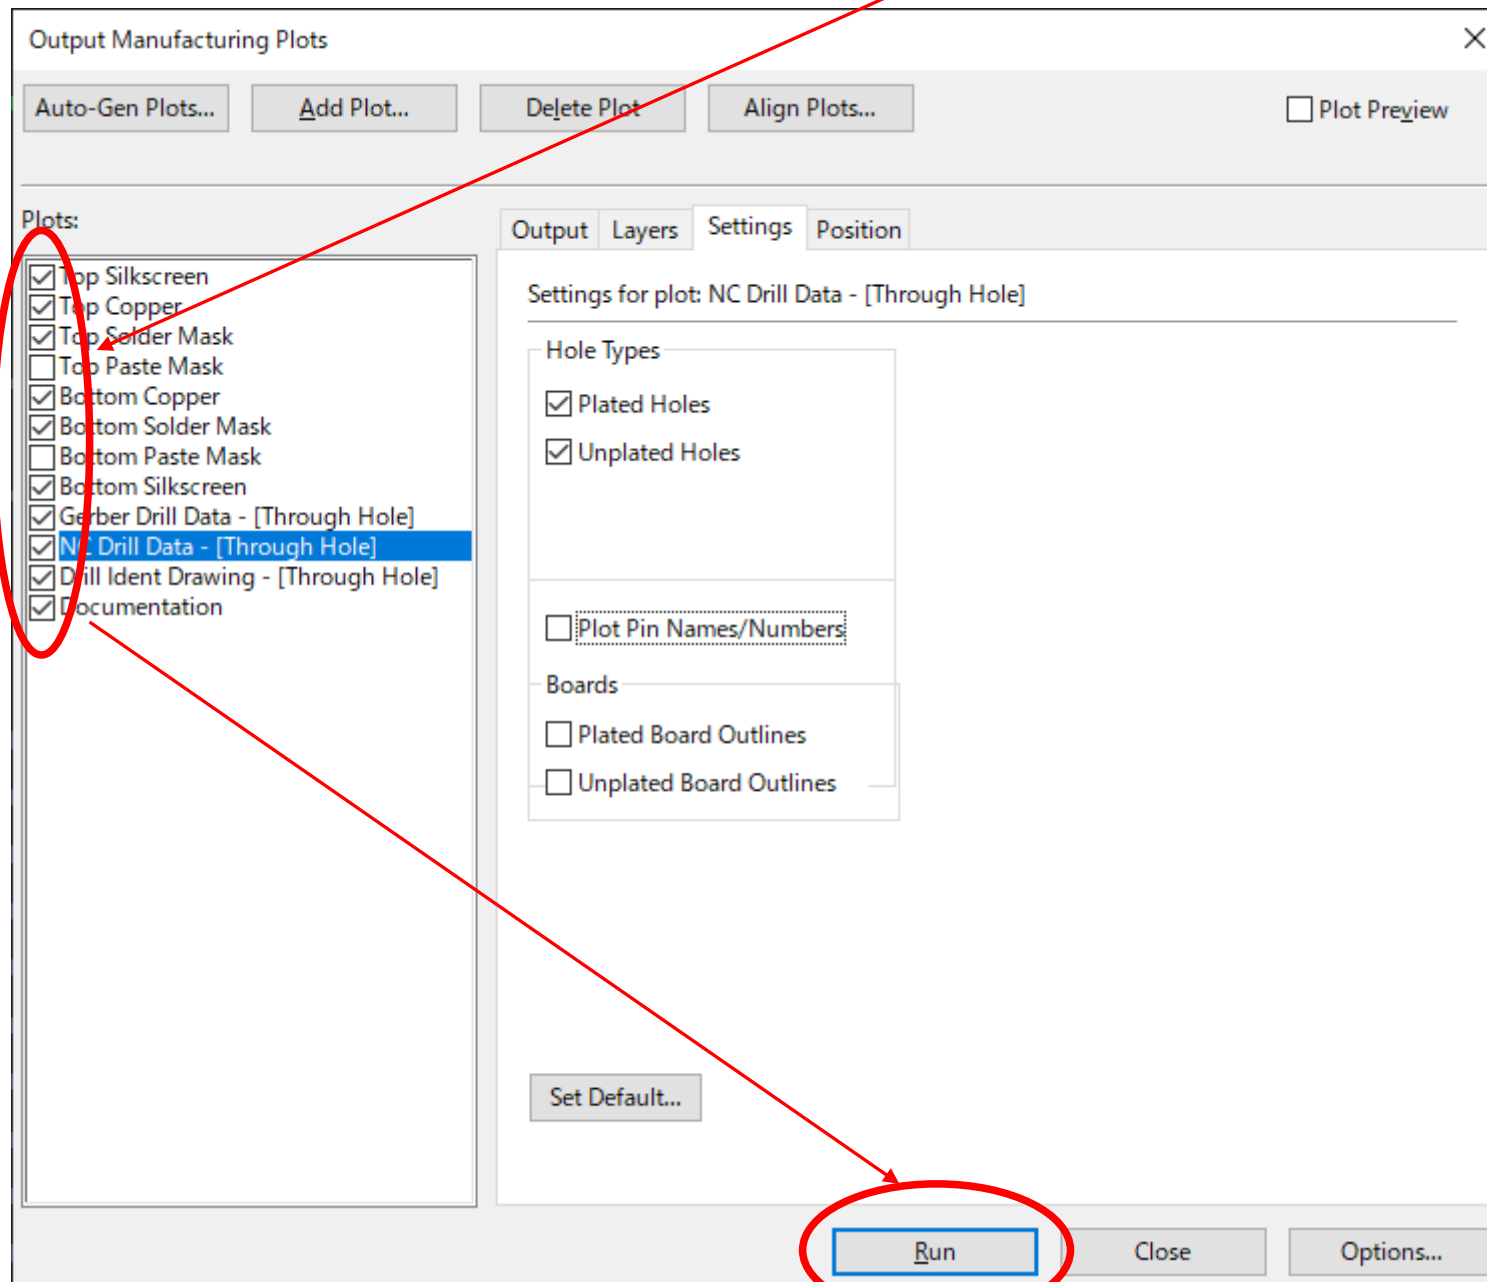 Output Manufacturing Plots
Auto-Gen Plots... Add Plot... Delete Plot Align Plots... Plot Preview
Plots:
Output Layers Settings Position
Top Silkscreen
Top Copper
Top Solder Mask
Top Paste Mask
Bottom Copper
Bottom Solder Mask
Bottom Paste Mask
Bottom Silkscreen
Gerber Drill Data - [Through Hole]
NC Drill Data - [Through Hole]
Drill Ident Drawing - [Through Hole]
Documentation
Settings for plot: NC Drill Data - [Through Hole]
Hole Types
Plated Holes
Unplated Holes
Plot Pin Names/Numbers
Boards
Plated Board Outlines
Unplated Board Outlines
Set Default...
Run Close Options...